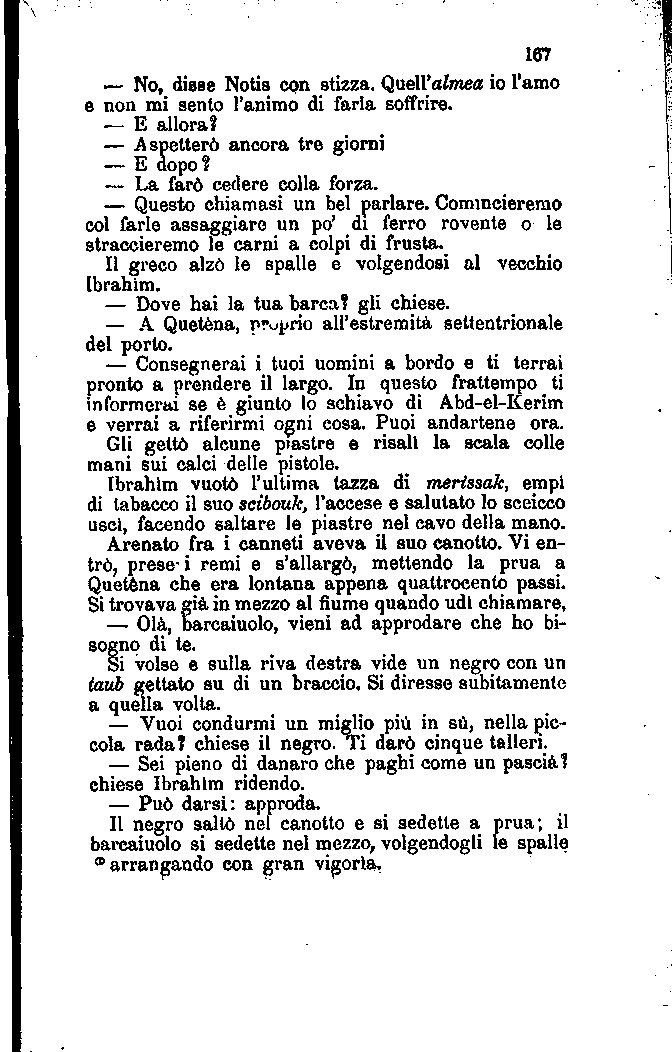 167
— No, disse Notis con stizza. Quell'almea io l'amo
e non mi sento l'animo di farla soffrire.
— E allora?
— Aspetterò ancora tre giorni
— E dopo?
— La farò cedere colla forza.
— Questo chiamasi un bel parlare. Comincieremo
col farle assaggiare un po' di ferro rovente o le
straccieremo le carni a colpi di frusta.
Il greco alzò le spalle e volgendosi al vecchio
Ibrahim.
— Dove hai la tua barca? gli chiese.
— A Quetêna, proprio all'estremità settentrionale
del porto.
— Consegnerai i tuoi uomini a bordo e ti terrai
pronto a prendere il largo. In questo frattempo ti
informerai se è giunto lo schiavo di Abd-el-Kerim
e verrai a riferirmi ogni cosa. Puoi andartene ora.
Gli gettò alcune piastre e risalì la scala colle
mani sui calci delle pistole.
Ibrahim vuotò l'ultima tazza di merissak, empì
di tabacco il suo scibouk, l'accese e salutato lo sceicco
uscì, facendo saltare le piastre nel cavo della mano.
Arenato fra i canneti aveva il suo canotto. Vi en-
trò, prese i remi e s'allargò, mettendo la prua a
Quetêna che era lontana appena quattrocento passi.
Si trovava già in mezzo al fiume quando udì chiamare,
— Olà, barcaiuolo, vieni ad approdare che ho bi-
sogno di te.
Si volse e sulla riva destra vide un negro con un
taub gettato su di un braccio. Si diresse subitamente
a quella volta.
— Vuoi condurmi un miglio più in sù, nella pic-
cola rada? chiese il negro. Ti darò cinque talleri.
— Sei pieno di danaro che paghi come un pascià?
chiese Ibrahim ridendo.
— Può darsi: approda.
Il negro saltò nel canotto e si sedette a prua; il
barcaiuolo si sedette nel mezzo, volgendogli le spalle
e arrangando con gran vigoria.